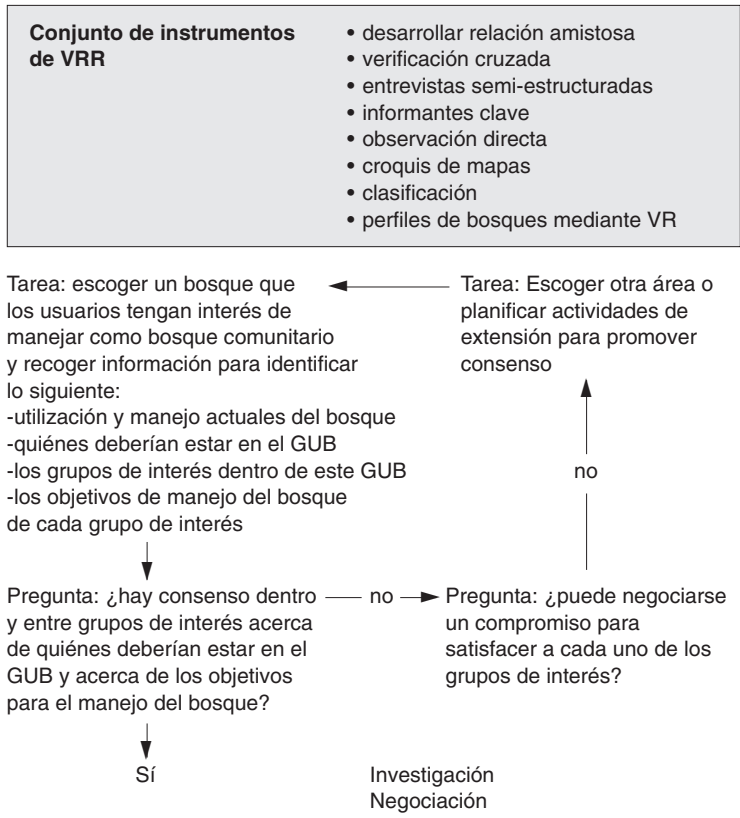 Conjunto de instrumentos
de VRR
• desarrollar relación amistosa
• verificación cruzada
• entrevistas semi-estructuradas
• informantes clave
• observación directa
• croquis de mapas
• clasificación
• perfiles de bosques mediante VR
Tarea: escoger un bosque que
los usuarios tengan interés de
manejar como bosque comunitario
y recoger información para identificar
lo siguiente:
-utilización y manejo actuales del bosque
-quiénes deberían estar en el GUB
-los grupos de interés dentro de este GUB
-los objetivos de manejo del bosque
de cada grupo de interés
Tarea: Escoger otra área o
planificar actividades de
extensión para promover
consenso
no
Pregunta: ¿hay consenso dentro
y entre grupos de interés acerca
de quiénes deberían estar en el
GUB y acerca de los objetivos
para el manejo del bosque?
no
Pregunta: ¿puede negociarse
un compromiso para
satisfacer a cada uno de los
grupos de interés?
Sí
Investigación
Negociación